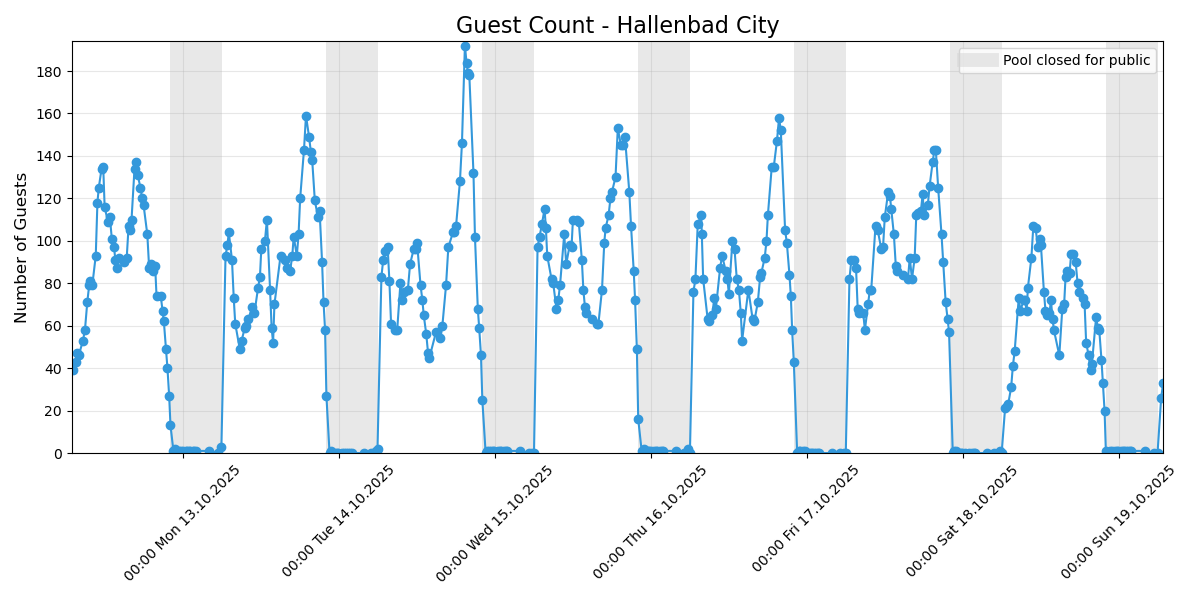 Guest Count - Hallenbad City
Pool closed for public
Number of Guests
180
160
140
120
100
80
60
40
20
0
00:00 Mon 13.10.2025
00:00 Tue 14.10.2025
00:00 Wed 15.10.2025
00:00 Thu 16.10.2025
00:00 Fri 17.10.2025
00:00 Sat 18.10.2025
00:00 Sun 19.10.2025